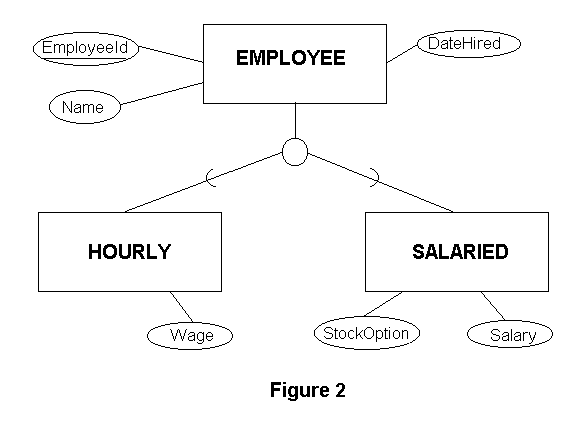 EmployeeId
EMPLOYEE
DateHired
Name
HOURLY
SALARIED
Wage
StockOption
Salary
Figure 2